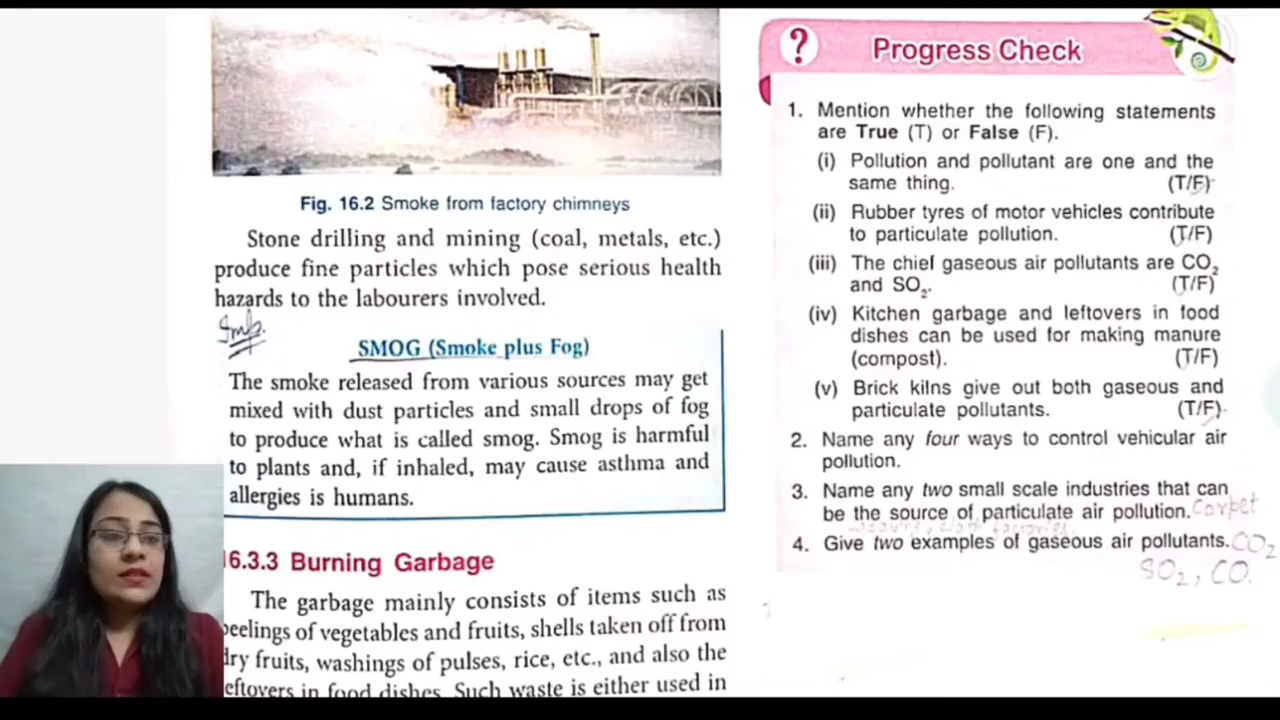 Fig. 16.2 Smoke from factory chimneys
Stone drilling and mining (coal, metals, etc.)
produce fine particles which pose serious health
hazards to the labourers involved.
SMOG (Smoke plus Fog)
The smoke released from various sources may get
mixed with dust particles and small drops of fog
to produce what is called smog. Smog is harmful
to plants and, if inhaled, may cause asthma and
allergies is humans.
16.3.3 Burning Garbage
The garbage mainly consists of items such as
peelings of vegetables and fruits, shells taken off from
dry fruits, washings of pulses, rice, etc., and also the
leftovers in food dishes. Such waste is either used in
? Progress Check
1. Mention whether the following statements
are True (T) or False (F).
(i) Pollution and pollutant are one and the
same thing. (T/F)
(ii) Rubber tyres of motor vehicles contribute
to particulate pollution. (T/F)
(iii) The chief gaseous air pollutants are CO₂
and SO₂. (T/F)
(iv) Kitchen garbage and leftovers in food
dishes can be used for making manure
(compost). (T/F)
(v) Brick kilns give out both gaseous and
particulate pollutants. (T/F)
2. Name any four ways to control vehicular air
pollution.
3. Name any two small scale industries that can
be the source of particulate air pollution. Carpet
4. Give two examples of gaseous air pollutants. CO₂
SO₂, CO.